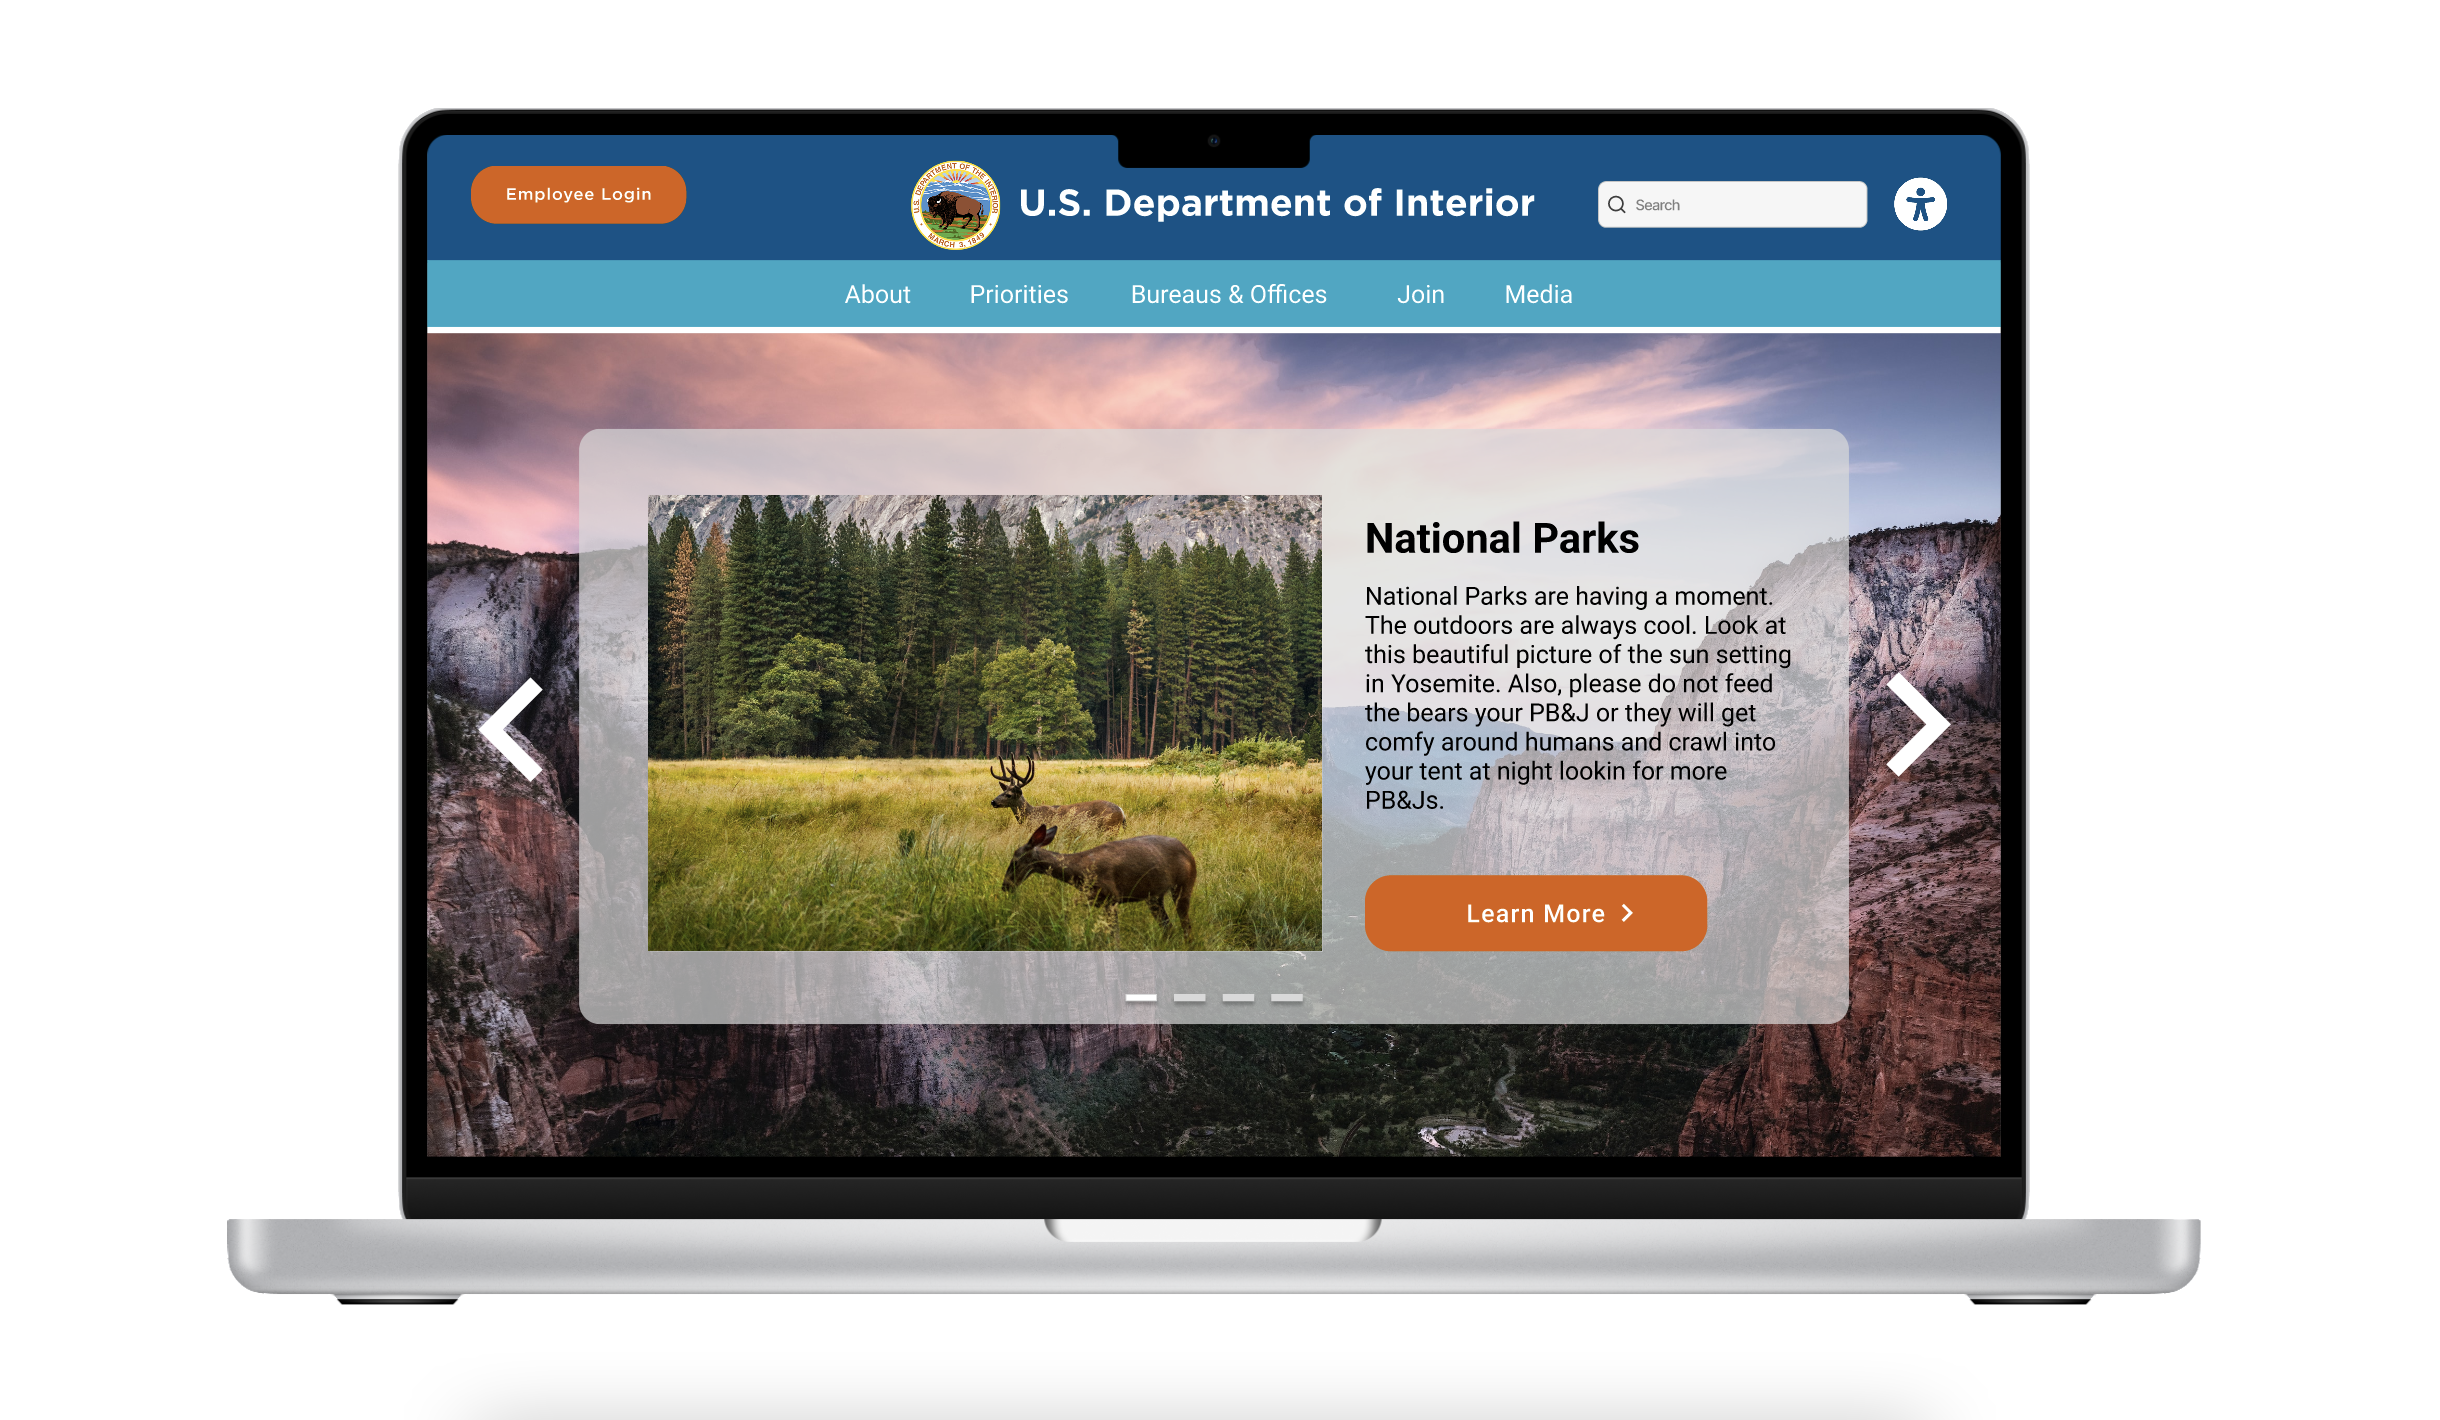 Employee Login
U.S. DEPARTMENT OF THE INTERIOR
MARCH 3, 1849
U.S. Department of Interior
Search
About Priorities Bureaus & Offices Join Media
National Parks
National Parks are having a moment.
The outdoors are always cool. Look at
this beautiful picture of the sun setting
in Yosemite. Also, please do not feed
the bears your PB&J or they will get
comfy around humans and crawl into
your tent at night lookin for more
PB&Js.
Learn More